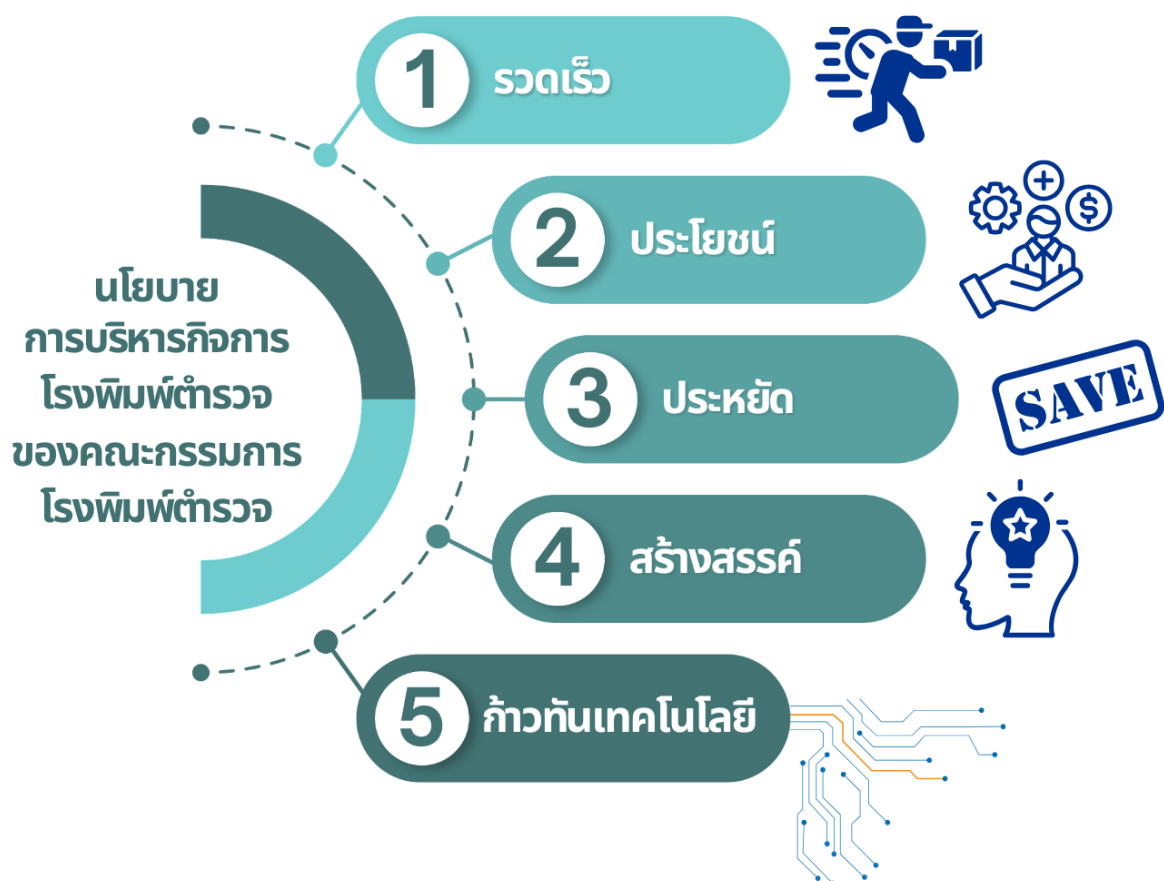 นโยบาย
การบริหารกิจการ
โรงพิมพ์ตำรวจ
ของคณะกรรมการ
โรงพิมพ์ตำรวจ
1 รวดเร็ว
2 ประโยชน์
$
3 ประหยัด
SAVE
4 สร้างสรรค์
5 ก้าวทันเทคโนโลยี